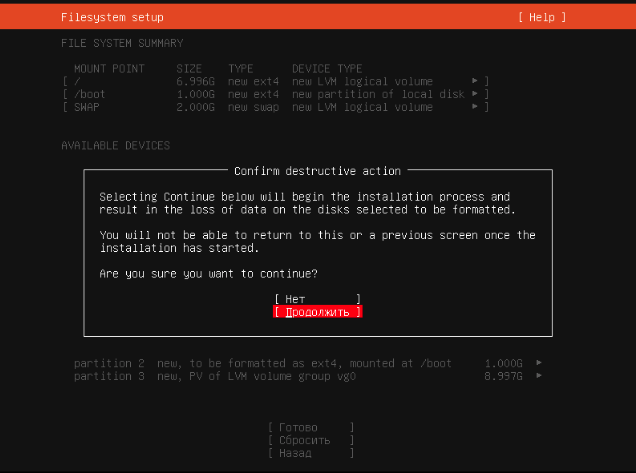 Filesystem setup [ Help ]
FILE SYSTEM SUMMARY
MOUNT POINT SIZE TYPE DEVICE TYPE
[ / 6.996G new ext4 new LVM logical volume ▸ ]
[ /boot 1.000G new ext4 new partition of local disk ▸ ]
[ SWAP 2.000G new swap new LVM logical volume ▸ ]
AVAILABLE DEVICES
Confirm destructive action
Selecting Continue below will begin the installation process and
result in the loss of data on the disks selected to be formatted.
You will not be able to return to this or a previous screen once the
installation has started.
Are you sure you want to continue?
[ Нет ]
[ Продолжить ]
partition 2 new, to be formatted as ext4, mounted at /boot 1.000G ▸
partition 3 new, PV of LVM volume group vg0 8.997G ▸
[ Готово ]
[ Сбросить ]
[ Назад ]